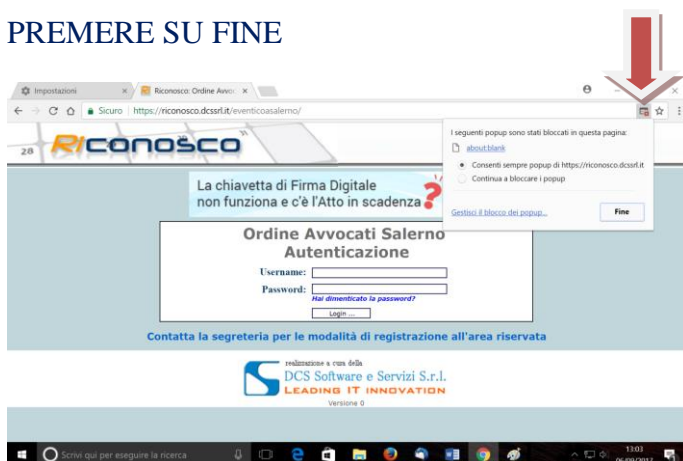 PREMERE SU FINE
Impostazioni
Riconosco: Ordine Avvoc
Sicuro https://riconosco.dcssrl.it/eventicoasalerno/
28 Riconosco
I seguenti popup sono stati bloccati in questa pagina:
about:blank
Consenti sempre popup di https://riconosco.dcssrl.it
Continua a bloccare i popup
Gestisci il blocco dei popup...
Fine
La chiavetta di Firma Digitale
non funziona e c'è l'Atto in scadenza?
Ordine Avvocati Salerno
Autenticazione
Username:
Password:
Hai dimenticato la password?
Login ...
Contatta la segreteria per le modalità di registrazione all'area riservata
realizzazione a cura della
DCS Software e Servizi S.r.l.
LEADING IT INNOVATION
Versione 0
Scrivi qui per eseguire la ricerca
13:03
06/09/2017